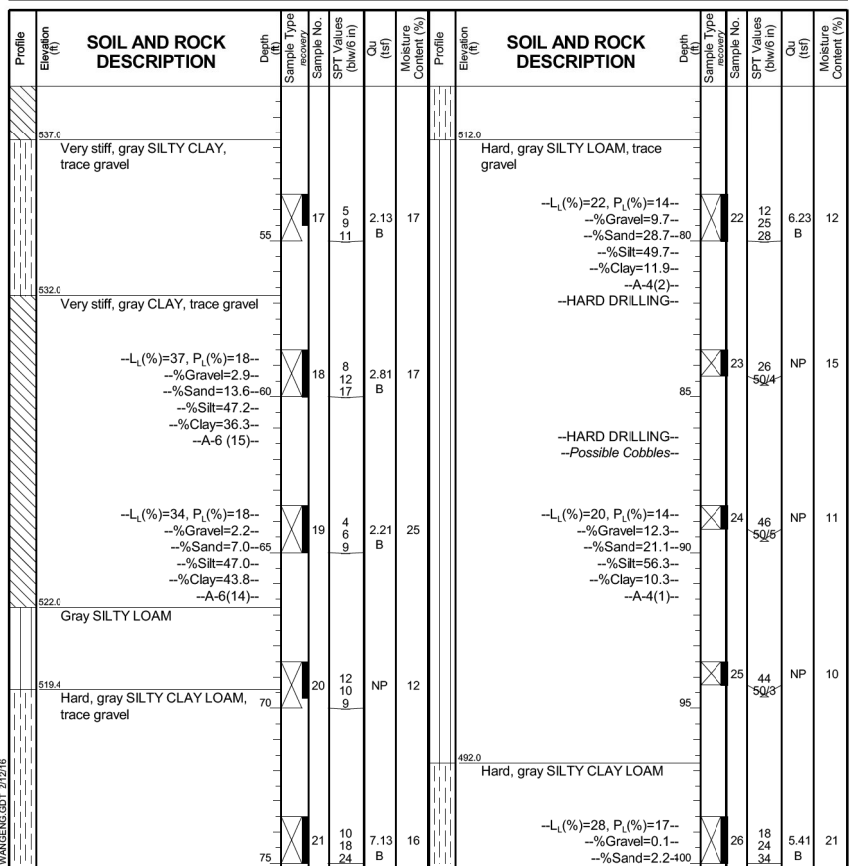 Profile
Elevation (ft)
SOIL AND ROCK
DESCRIPTION
Depth (ft)
Sample Type
recovery
Sample No.
SPT Values
(blw/6 in)
Qu
(tsf)
Moisture
Content (%)
537.0
Very stiff, gray SILTY CLAY,
trace gravel
55
17
5
9
11
2.13
B
17
532.0
Very stiff, gray CLAY, trace gravel
--LL(%)=37, PL(%)=18--
--%Gravel=2.9--
--%Sand=13.6--60
--%Silt=47.2--
--%Clay=36.3--
--A-6 (15)--
18
8
12
17
2.81
B
17
--LL(%)=34, PL(%)=18--
--%Gravel=2.2--
--%Sand=7.0--65
--%Silt=47.0--
--%Clay=43.8--
--A-6(14)--
19
4
6
9
2.21
B
25
522.0
Gray SILTY LOAM
519.4
Hard, gray SILTY CLAY LOAM,
trace gravel
70
20
12
10
9
NP
12
75
21
10
18
24
7.13
B
16
WANGENG.GDT 2/12/16
Profile
Elevation (ft)
SOIL AND ROCK
DESCRIPTION
Depth (ft)
Sample Type
recovery
Sample No.
SPT Values
(blw/6 in)
Qu
(tsf)
Moisture
Content (%)
512.0
Hard, gray SILTY LOAM, trace
gravel
--LL(%)=22, PL(%)=14--
--%Gravel=9.7--
--%Sand=28.7--80
--%Silt=49.7--
--%Clay=11.9--
--A-4(2)--
--HARD DRILLING--
22
12
25
28
6.23
B
12
85
23
26
50/4
NP
15
--HARD DRILLING--
--Possible Cobbles--
--LL(%)=20, PL(%)=14--
--%Gravel=12.3--
--%Sand=21.1--90
--%Silt=56.3--
--%Clay=10.3--
--A-4(1)--
24
46
50/5
NP
11
95
25
44
50/3
NP
10
492.0
Hard, gray SILTY CLAY LOAM
--LL(%)=28, PL(%)=17--
--%Gravel=0.1--
--%Sand=2.2--100
26
18
24
34
5.41
B
21